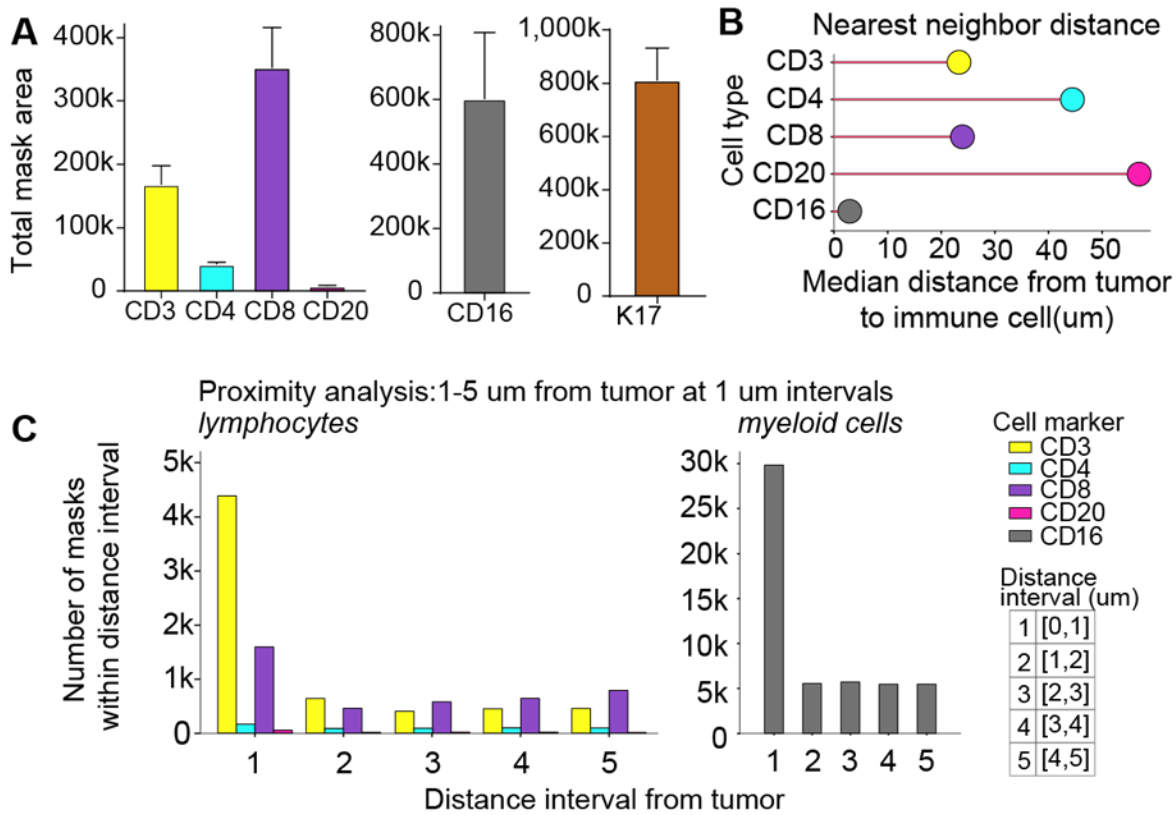 A
Total mask area
400k
300k
200k
100k
0
CD3 CD4 CD8 CD20
800k
600k
400k
200k
0
CD16
1,000k
800k
600k
400k
200k
0
K17
B
Nearest neighbor distance
Cell type
CD3
CD4
CD8
CD20
CD16
0 10 20 30 40 50
Median distance from tumor
to immune cell(um)
C
Proximity analysis:1-5 um from tumor at 1 um intervals
lymphocytes
Number of masks
within distance interval
5k
4k
3k
2k
1k
0
1 2 3 4 5
myeloid cells
30k
25k
20k
15k
10k
5k
0
1 2 3 4 5
Distance interval from tumor
Cell marker
CD3
CD4
CD8
CD20
CD16
Distance
interval (um)
1 [0,1]
2 [1,2]
3 [2,3]
4 [3,4]
5 [4,5]